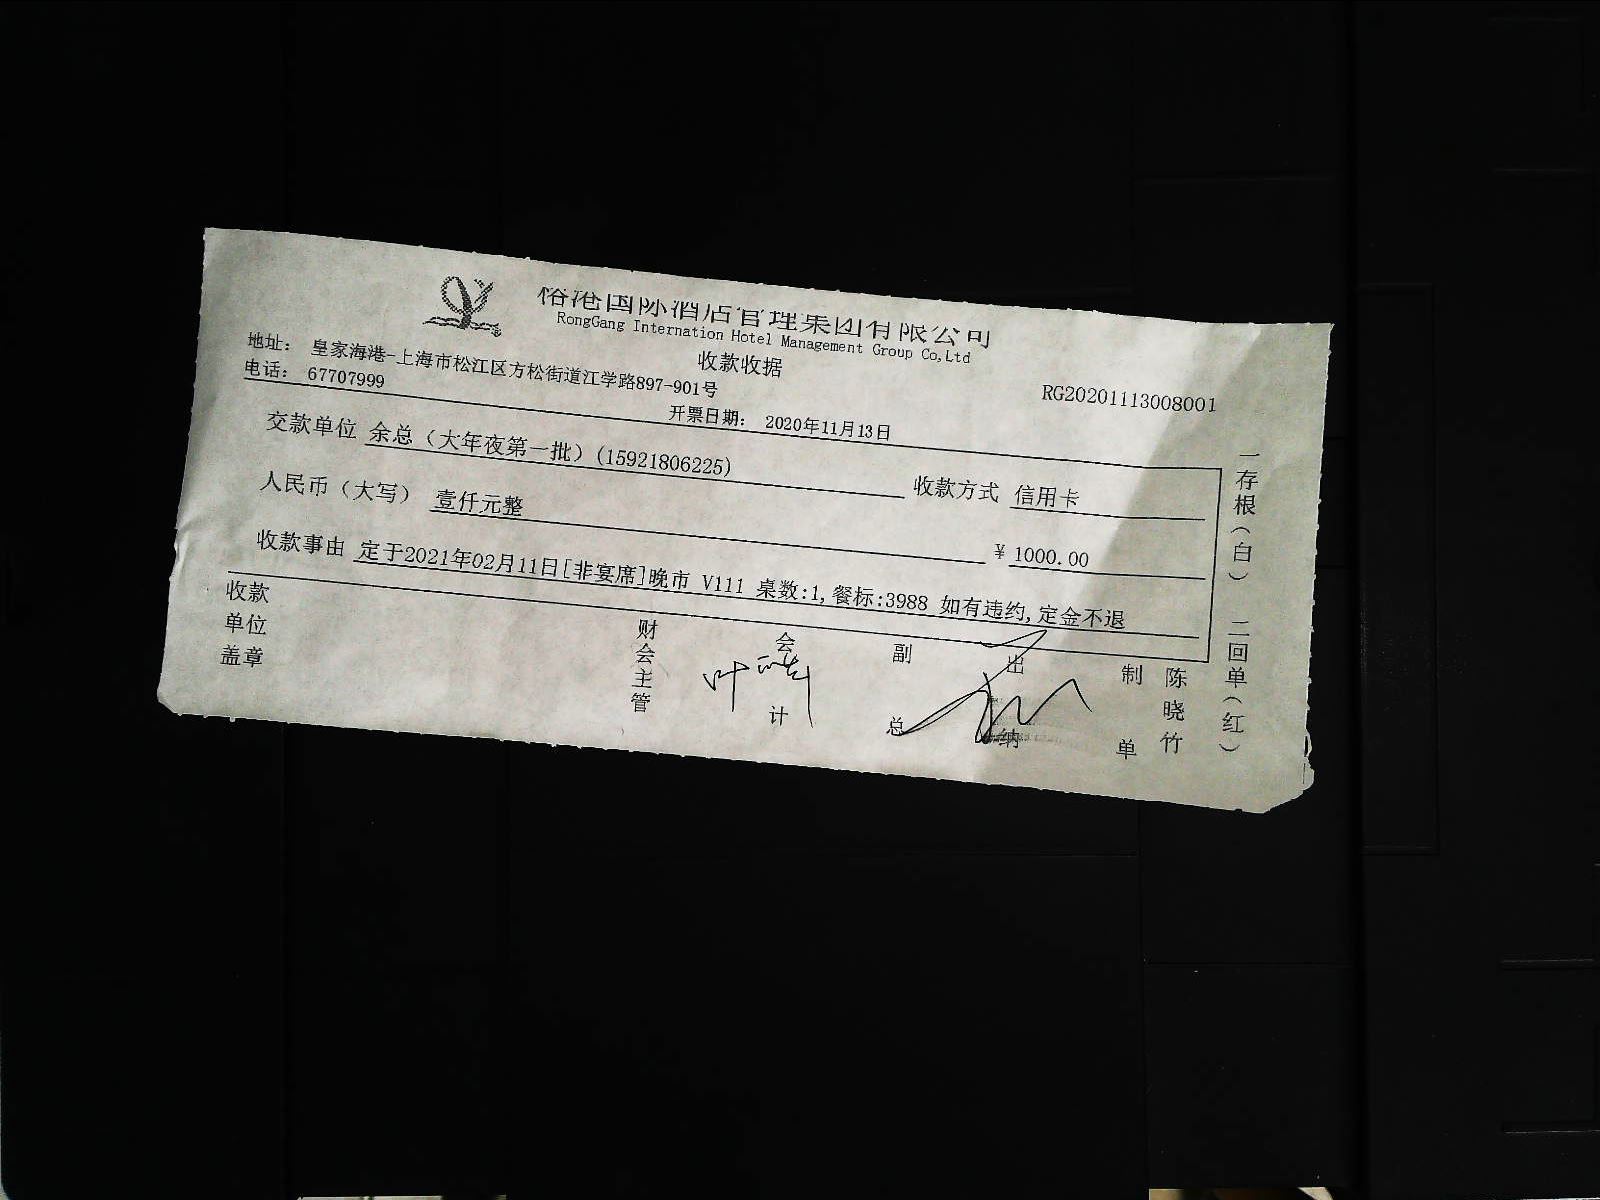 裕港国际酒店管理集团有限公司
RongGang Internation Hotel Management Group Co,Ltd
收款收据
地址： 皇家海港-上海市松江区方松街道江学路897-901号
电话： 67707999
RG20201113008001
开票日期： 2020年11月13日
交款单位 余总（大年夜第一批）(15921806225)
收款方式 信用卡
人民币（大写） 壹仟元整
¥ 1000.00
收款事由 定于2021年02月11日[非宴席]晚市 V111 桌数:1,餐标:3988 如有违约,定金不退
收款单位盖章
财会主管
会计
副总
出纳
制单
陈晓竹
一存根(白) 二回单(红)